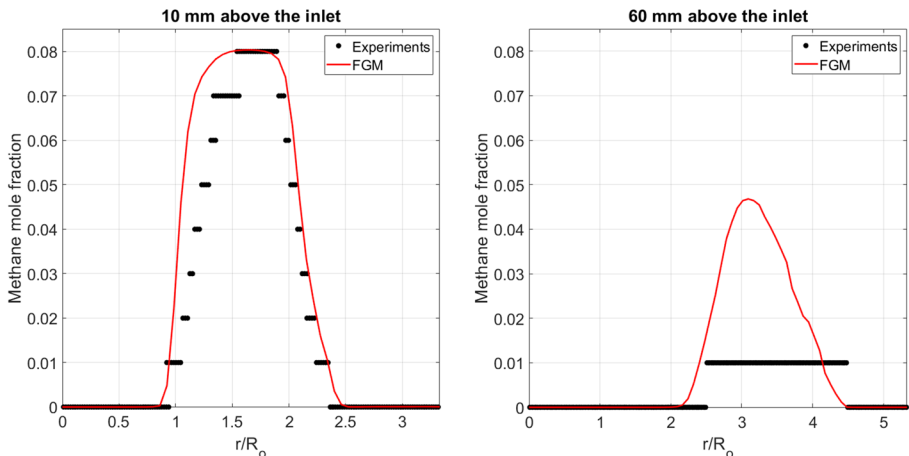 10 mm above the inlet
Methane mole fraction
0.08
0.07
0.06
0.05
0.04
0.03
0.02
0.01
0
0 0.5 1 1.5 2 2.5 3
r/Ro
Experiments
FGM
60 mm above the inlet
Methane mole fraction
0.08
0.07
0.06
0.05
0.04
0.03
0.02
0.01
0
0 1 2 3 4 5
r/Ro
Experiments
FGM